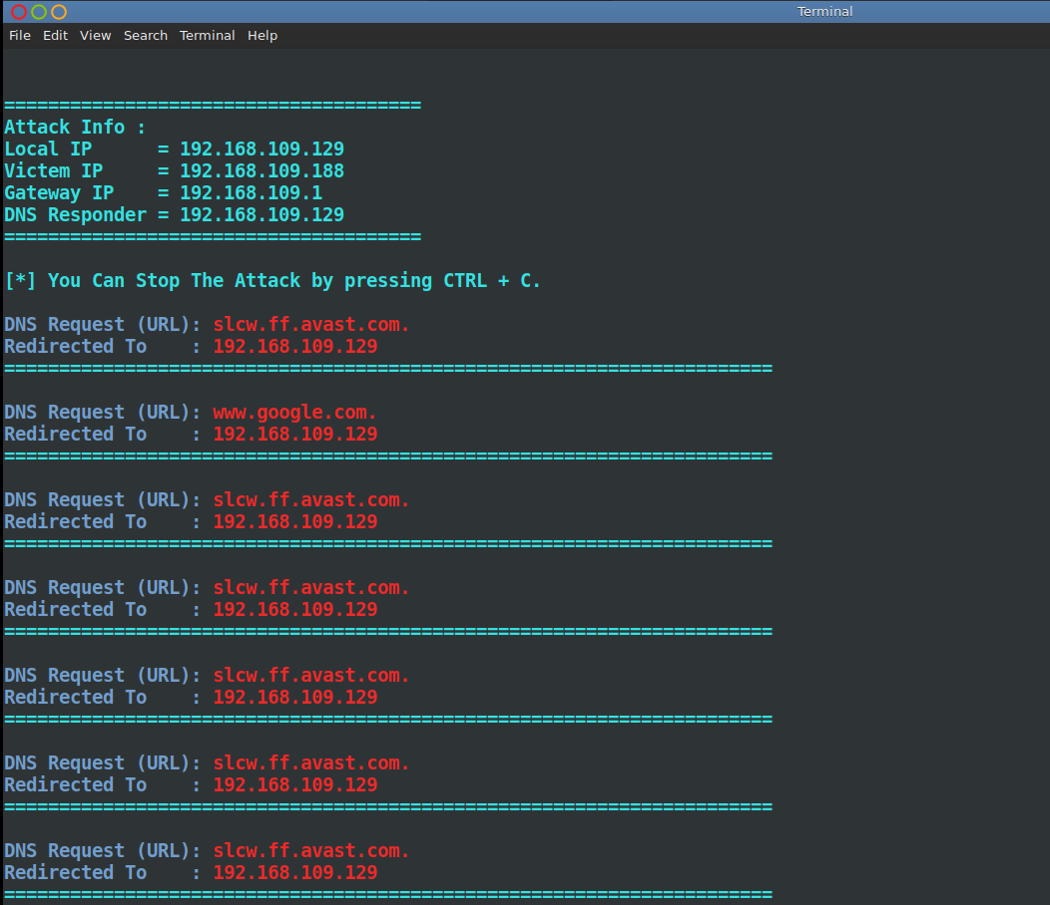 Terminal
File Edit View Search Terminal Help
=====================================
Attack Info :
Local IP      = 192.168.109.129
Victem IP     = 192.168.109.188
Gateway IP    = 192.168.109.1
DNS Responder = 192.168.109.129
=====================================
[*] You Can Stop The Attack by pressing CTRL + C.
DNS Request (URL): slcw.ff.avast.com.
Redirected To    : 192.168.109.129
======================================================================
DNS Request (URL): www.google.com.
Redirected To    : 192.168.109.129
======================================================================
DNS Request (URL): slcw.ff.avast.com.
Redirected To    : 192.168.109.129
======================================================================
DNS Request (URL): slcw.ff.avast.com.
Redirected To    : 192.168.109.129
======================================================================
DNS Request (URL): slcw.ff.avast.com.
Redirected To    : 192.168.109.129
======================================================================
DNS Request (URL): slcw.ff.avast.com.
Redirected To    : 192.168.109.129
======================================================================
DNS Request (URL): slcw.ff.avast.com.
Redirected To    : 192.168.109.129
======================================================================